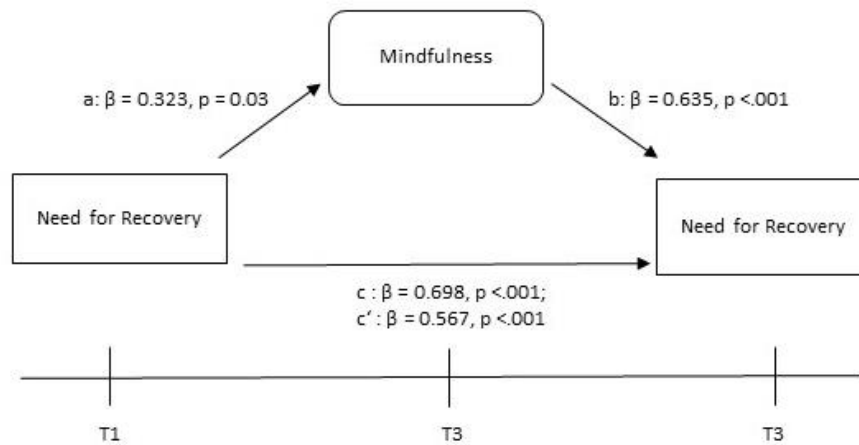 Mindfulness
a: β = 0.323, p = 0.03
b: β = 0.635, p <.001
Need for Recovery
Need for Recovery
c : β = 0.698, p <.001;
c’ : β = 0.567, p <.001
T1
T3
T3